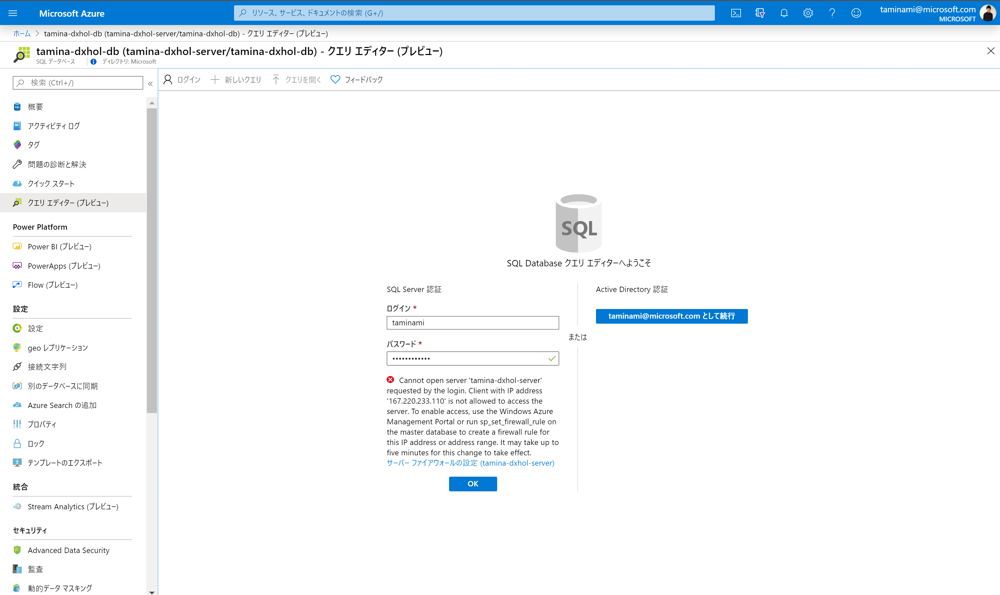 Microsoft Azure
リソース、サービス、ドキュメントの検索 (G+/)
taminami@microsoft.com
MICROSOFT
ホーム > tamina-dxhol-db (tamina-dxhol-server/tamina-dxhol-db) - クエリ エディター (プレビュー)
tamina-dxhol-db (tamina-dxhol-server/tamina-dxhol-db) - クエリ エディター (プレビュー)
SQL データベース
ディレクトリ: Microsoft
検索 (Ctrl+/)
ログイン
新しいクエリ
クエリを開く
フィードバック
概要
アクティビティ ログ
タグ
問題の診断と解決
クイック スタート
クエリ エディター (プレビュー)
Power Platform
Power BI (プレビュー)
PowerApps (プレビュー)
Flow (プレビュー)
設定
設定
geo レプリケーション
接続文字列
別のデータベースに同期
Azure Search の追加
プロパティ
ロック
テンプレートのエクスポート
統合
Stream Analytics (プレビュー)
セキュリティ
Advanced Data Security
監査
動的データ マスキング
SQL
SQL Database クエリ エディターへようこそ
SQL Server 認証
ログイン *
taminami
パスワード *
••••••••••••
Cannot open server 'tamina-dxhol-server'
requested by the login. Client with IP address
'167.220.233.110' is not allowed to access the
server. To enable access, use the Windows Azure
Management Portal or run sp_set_firewall_rule on
the master database to create a firewall rule for
this IP address or address range. It may take up to
five minutes for this change to take effect.
サーバー ファイアウォールの設定 (tamina-dxhol-server)
OK
または
Active Directory 認証
taminami@microsoft.com として続行